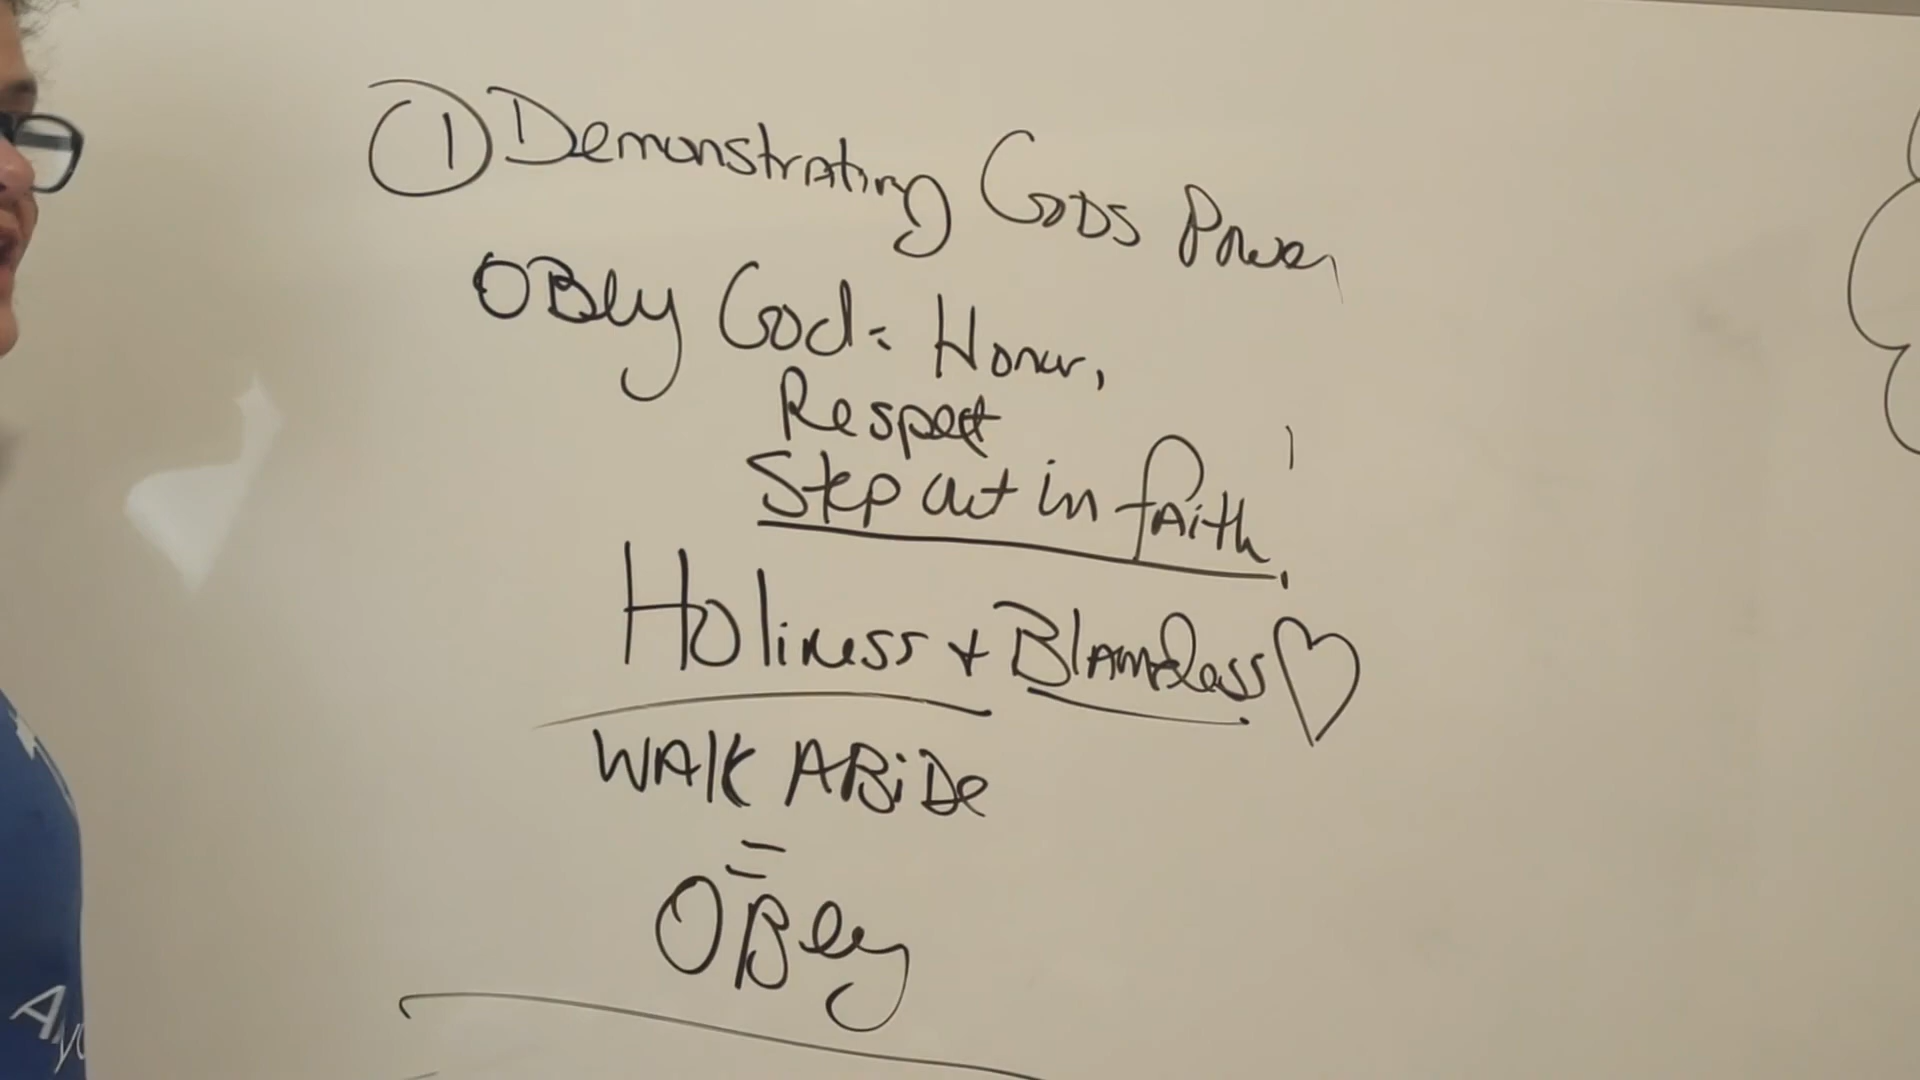 ① Demonstrating GODS Power
OBey God = Honor,
Respect
Step out in faith
Holiness + Blameless ♡
WAlK ABiDe
=
OBey